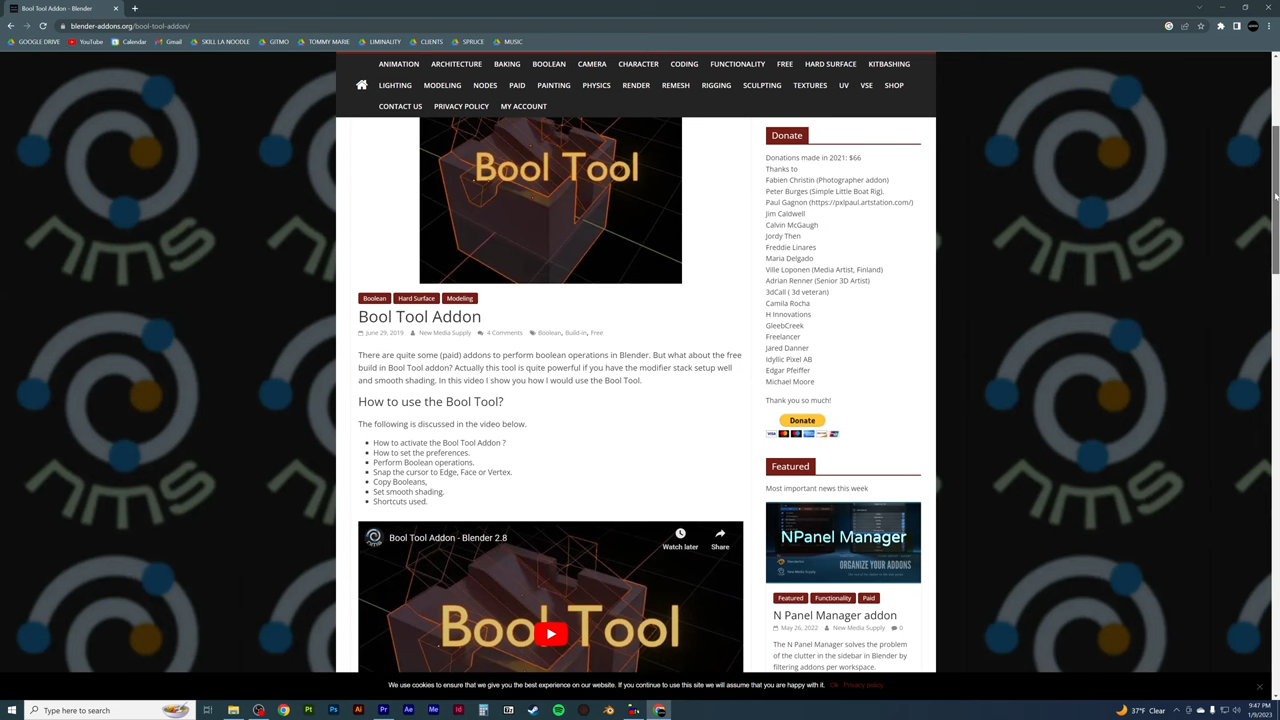 Bool Tool Addon - Blender
blender-addons.org/bool-tool-addon/
GOOGLE DRIVE YouTube Calendar Gmail SKILL LA NOODLE GITMO TOMMY MARIE LIMINALITY CLIENTS SPRUCE MUSIC
ANIMATION ARCHITECTURE BAKING BOOLEAN CAMERA CHARACTER CODING FUNCTIONALITY FREE HARD SURFACE KITBASHING
LIGHTING MODELING NODES PAID PAINTING PHYSICS RENDER REMESH RIGGING SCULPTING TEXTURES UV VSE SHOP
CONTACT US PRIVACY POLICY MY ACCOUNT
Bool Tool
Boolean Hard Surface Modeling
Bool Tool Addon
June 29, 2019 New Media Supply 4 Comments Boolean, Build-in, Free
There are quite some (paid) addons to perform boolean operations in Blender. But what about the free
build in Bool Tool addon? Actually this tool is quite powerful if you have the modifier stack setup well
and smooth shading. In this video I show you how I would use the Bool Tool.
How to use the Bool Tool?
The following is discussed in the video below.
How to activate the Bool Tool Addon ?
How to set the preferences.
Perform Boolean operations.
Snap the cursor to Edge, Face or Vertex.
Copy Booleans,
Set smooth shading.
Shortcuts used.
Bool Tool Addon - Blender 2.8
Watch later Share
Bool Tool
Donate
Donations made in 2021: $66
Thanks to
Fabien Christin (Photographer addon)
Peter Burges (Simple Little Boat Rig).
Paul Gagnon (https://pxlpaul.artstation.com/)
Jim Caldwell
Calvin McGaugh
Jordy Then
Freddie Linares
Maria Delgado
Ville Loponen (Media Artist, Finland)
Adrian Renner (Senior 3D Artist)
3dCall ( 3d veteran)
Camila Rocha
H Innovations
GleebCreek
Freelancer
Jared Danner
Idyllic Pixel AB
Edgar Pfeiffer
Michael Moore
Thank you so much!
Donate
Featured
Most important news this week
NPanel Manager
ORGANIZE YOUR ADDONS
Featured Functionality Paid
N Panel Manager addon
May 26, 2022 New Media Supply 0
The N Panel Manager solves the problem
of the clutter in the sidebar in Blender by
filtering addons per workspace.
We use cookies to ensure that we give you the best experience on our website. If you continue to use this site we will assume that you are happy with it. Ok Privacy policy
Type here to search
37°F Clear
9:47 PM
1/9/2023